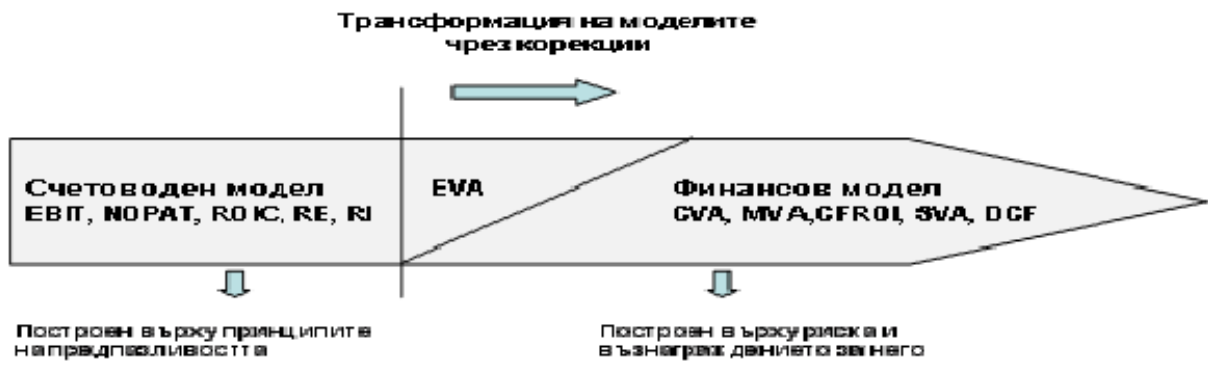 Трансформация на моделите
чрез корекции
Счетоводен модел
EBIT, NOPAT, ROIC, RE, RI
EVA
Финансов модел
CVA, MVA,CFROI, SVA, DCF
Построен върху принципите
на предпазливостта
Построен върху риска и
възнаграждението за него